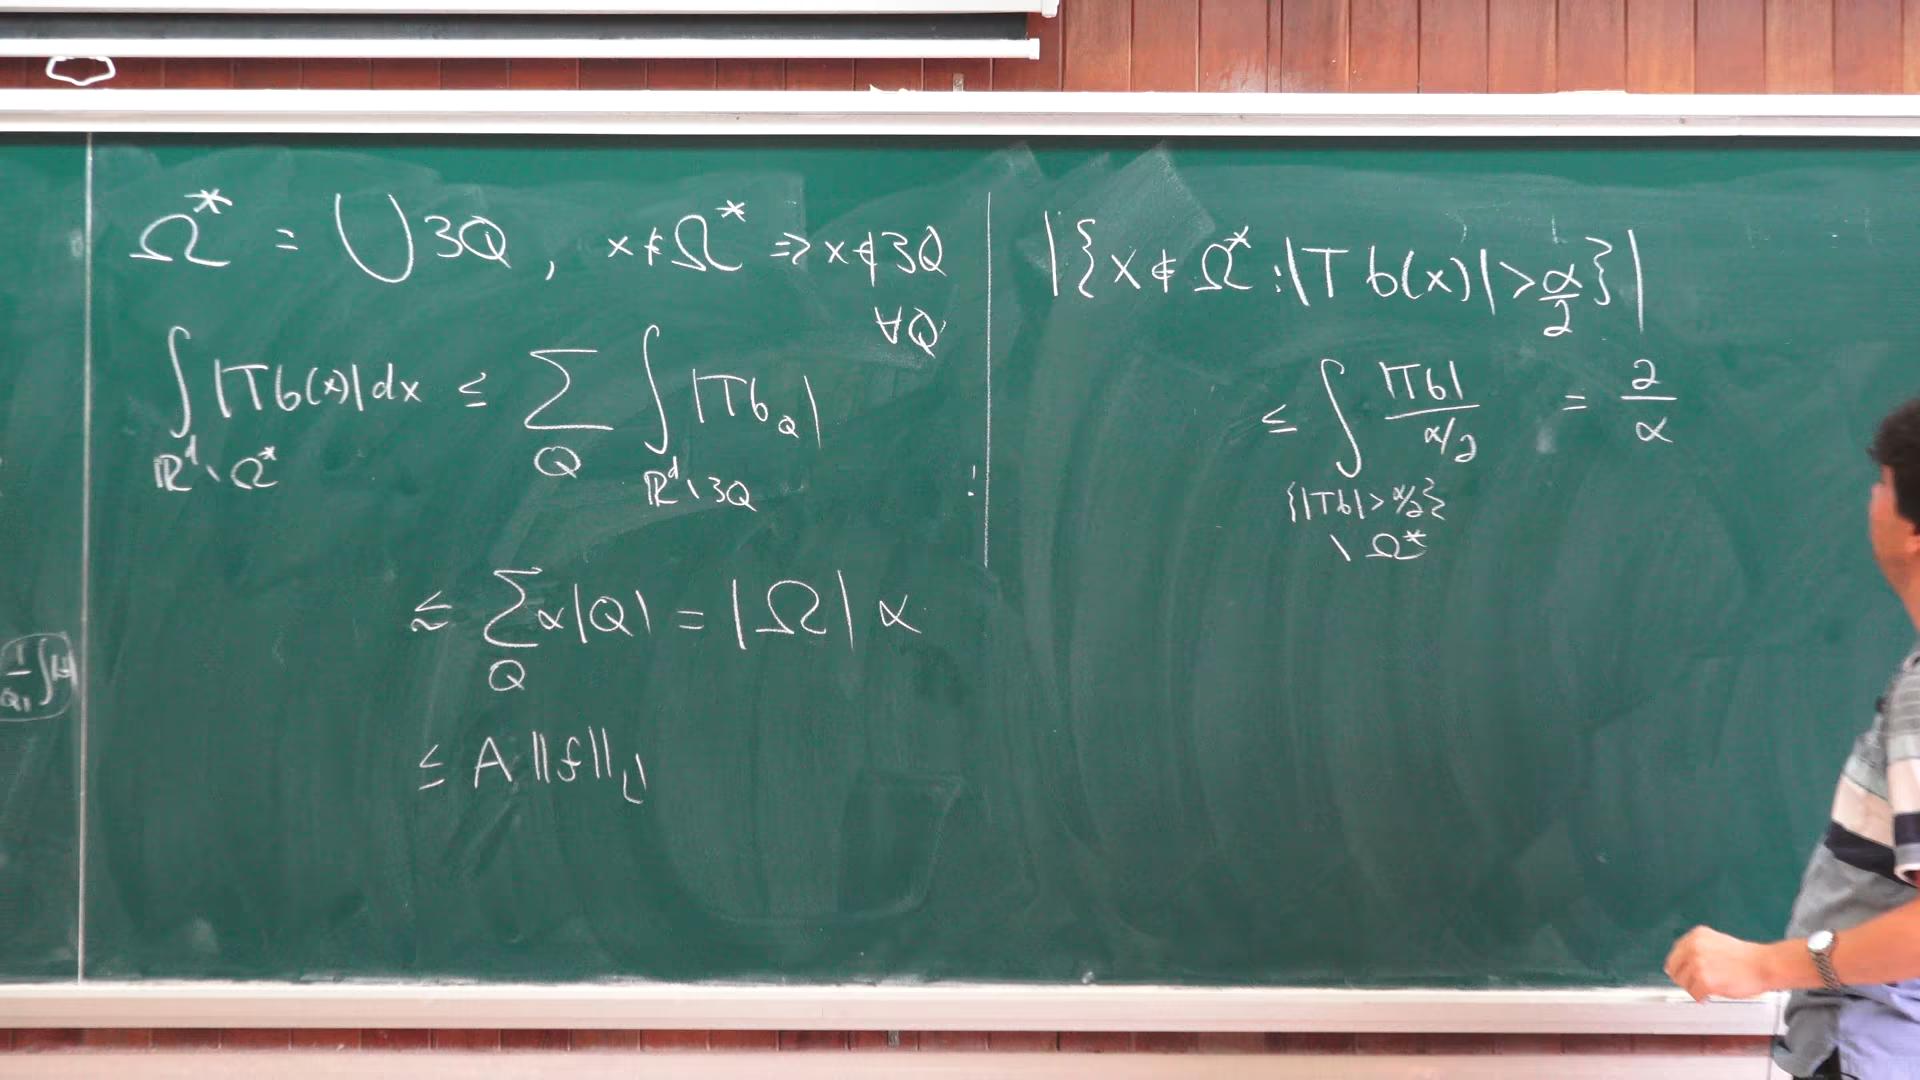 Ω* = ⋃ 3Q , x ∉ Ω* ⇒ x ∉ 3Q
∀Q
∫_{ℝ^d \ Ω*} |Tb(x)| dx ≤ ∑_Q ∫_{ℝ^d \ 3Q} |Tb_Q|
≲ ∑_Q α|Q| = |Ω| α
≤ A ||f||_{L^1}
|{x ∉ Ω* : |Tb(x)| > α/2}|
≤ ∫_{{|Tb| > α/2} \ Ω*} |Tb| / (α/2) = 2/α